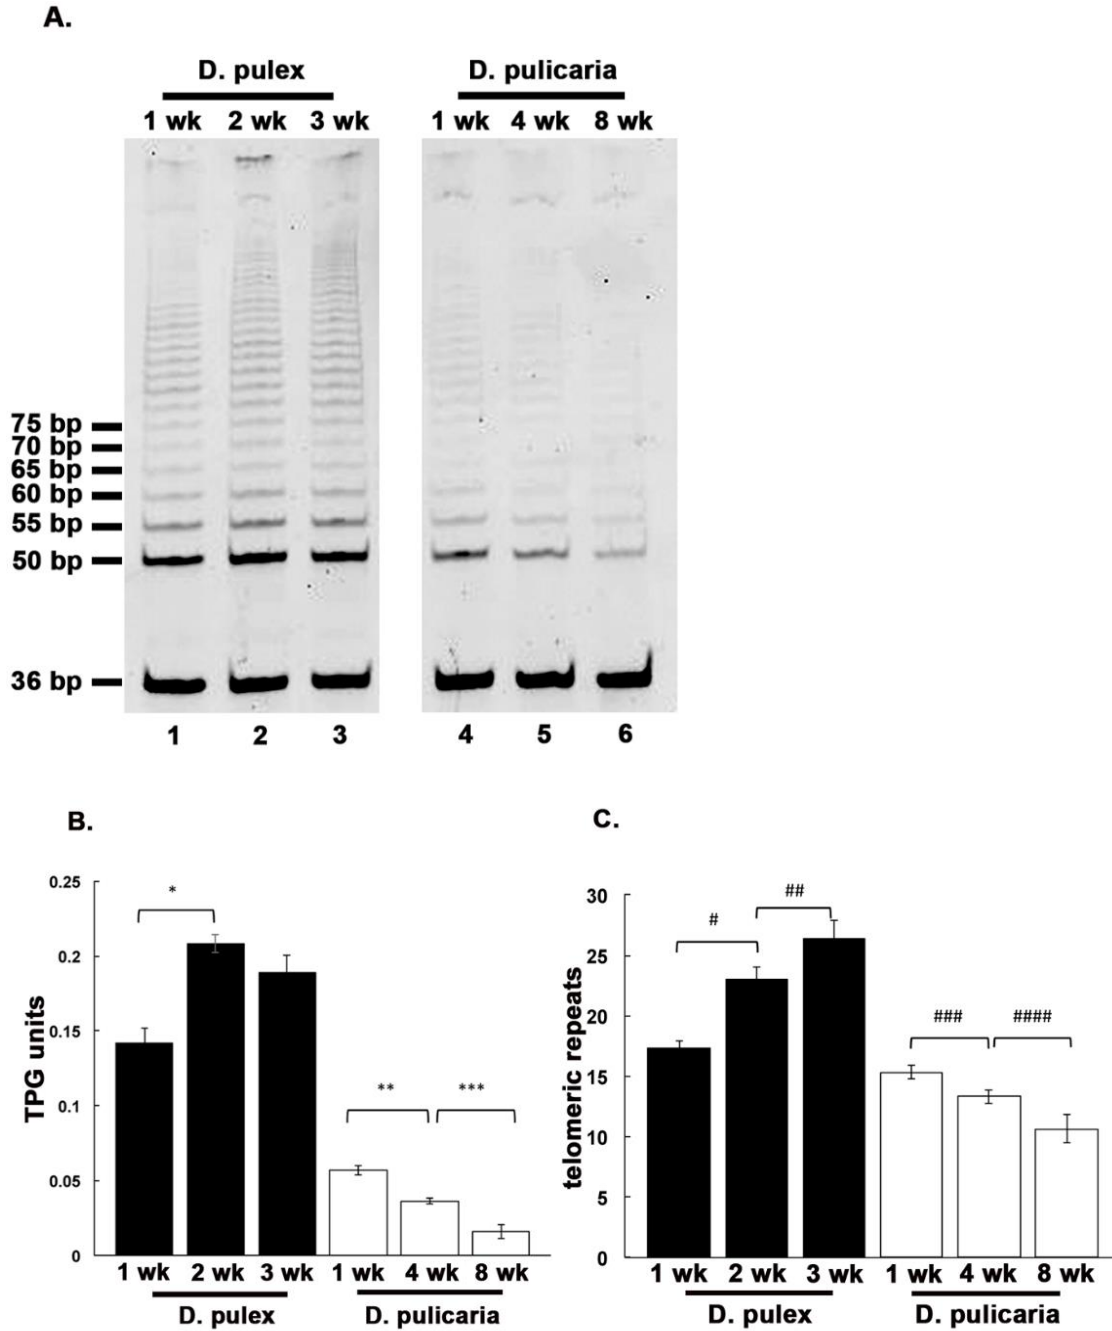 A.
D. pulex D. pulicaria
1 wk 2 wk 3 wk 1 wk 4 wk 8 wk
75 bp
70 bp
65 bp
60 bp
55 bp
50 bp
36 bp
1 2 3 4 5 6
B.
TPG units
0.25
0.2
0.15
0.1
0.05
0
*
**
***
1 wk 2 wk 3 wk 1 wk 4 wk 8 wk
D. pulex D. pulicaria
C.
telomeric repeats
30
25
20
15
10
5
0
#
##
###
####
1 wk 2 wk 3 wk 1 wk 4 wk 8 wk
D. pulex D. pulicaria